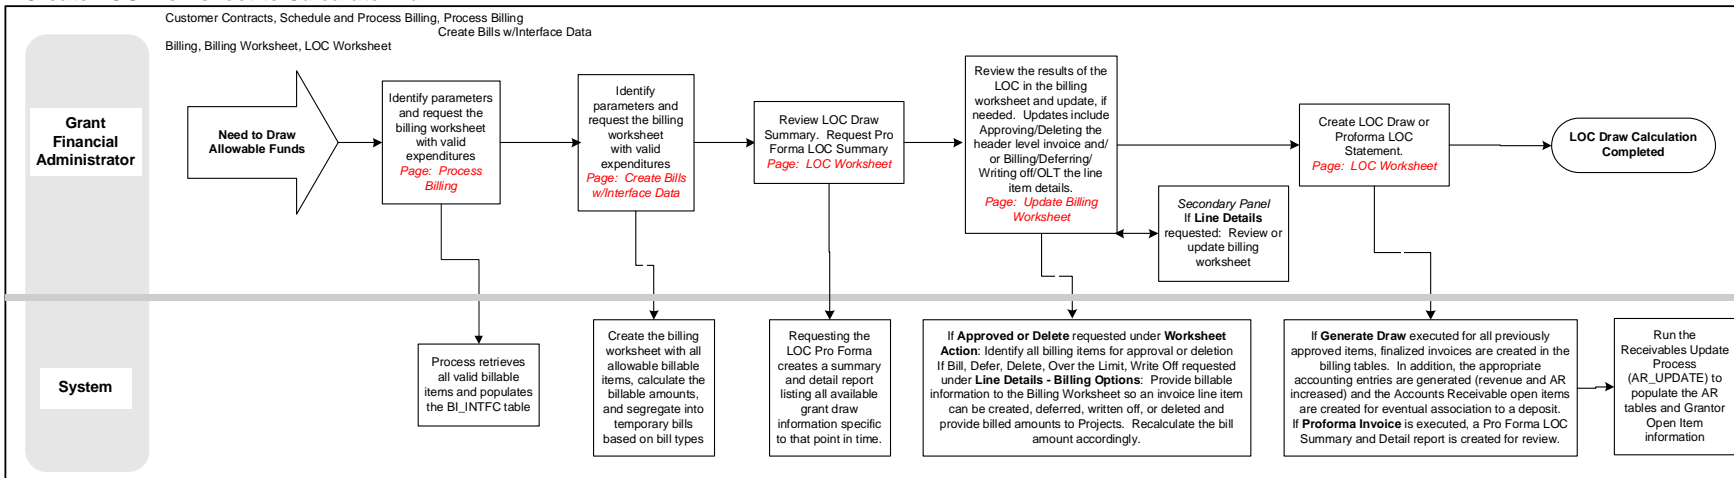 Customer Contracts, Schedule and Process Billing, Process Billing
Create Bills w/Interface Data
Billing, Billing Worksheet, LOC Worksheet
Grant
Financial
Administrator
Need to Draw
Allowable Funds
Identify parameters
and request the
billing worksheet
with valid
expenditures
Page: Process
Billing
Identify
parameters and
request the billing
worksheet
with valid
expenditures
Page: Create Bills
w/Interface Data
Review LOC Draw
Summary. Request Pro
Forma LOC Summary
Page: LOC Worksheet
Review the results of the
LOC in the billing
worksheet and update, if
needed. Updates include
Approving/Deleting the
header level invoice and/
or Billing/Deferring/
Writing off/OLT the line
item details.
Page: Update Billing
Worksheet
Secondary Panel
If Line Details
requested: Review or
update billing
worksheet
Create LOC Draw or
Proforma LOC
Statement.
Page: LOC Worksheet
LOC Draw Calculation
Completed
System
Process retrieves
all valid billable
items and populates
the BI_INTFC table
Create the billing
worksheet with all
allowable billable
items, calculate the
billable amounts,
and segregate into
temporary bills
based on bill types
Requesting the
LOC Pro Forma
creates a summary
and detail report
listing all available
grant draw
information specific
to that point in time.
If Approved or Delete requested under Worksheet
Action: Identify all billing items for approval or deletion
If Bill, Defer, Delete, Over the Limit, Write Off requested
under Line Details - Billing Options: Provide billable
information to the Billing Worksheet so an invoice line item
can be created, deferred, written off, or deleted and
provide billed amounts to Projects. Recalculate the bill
amount accordingly.
If Generate Draw executed for all previously
approved items, finalized invoices are created in the
billing tables. In addition, the appropriate
accounting entries are generated (revenue and AR
increased) and the Accounts Receivable open items
are created for eventual association to a deposit.
If Proforma Invoice is executed, a Pro Forma LOC
Summary and Detail report is created for review.
Run the
Receivables Update
Process
(AR_UPDATE) to
populate the AR
tables and Grantor
Open Item
information